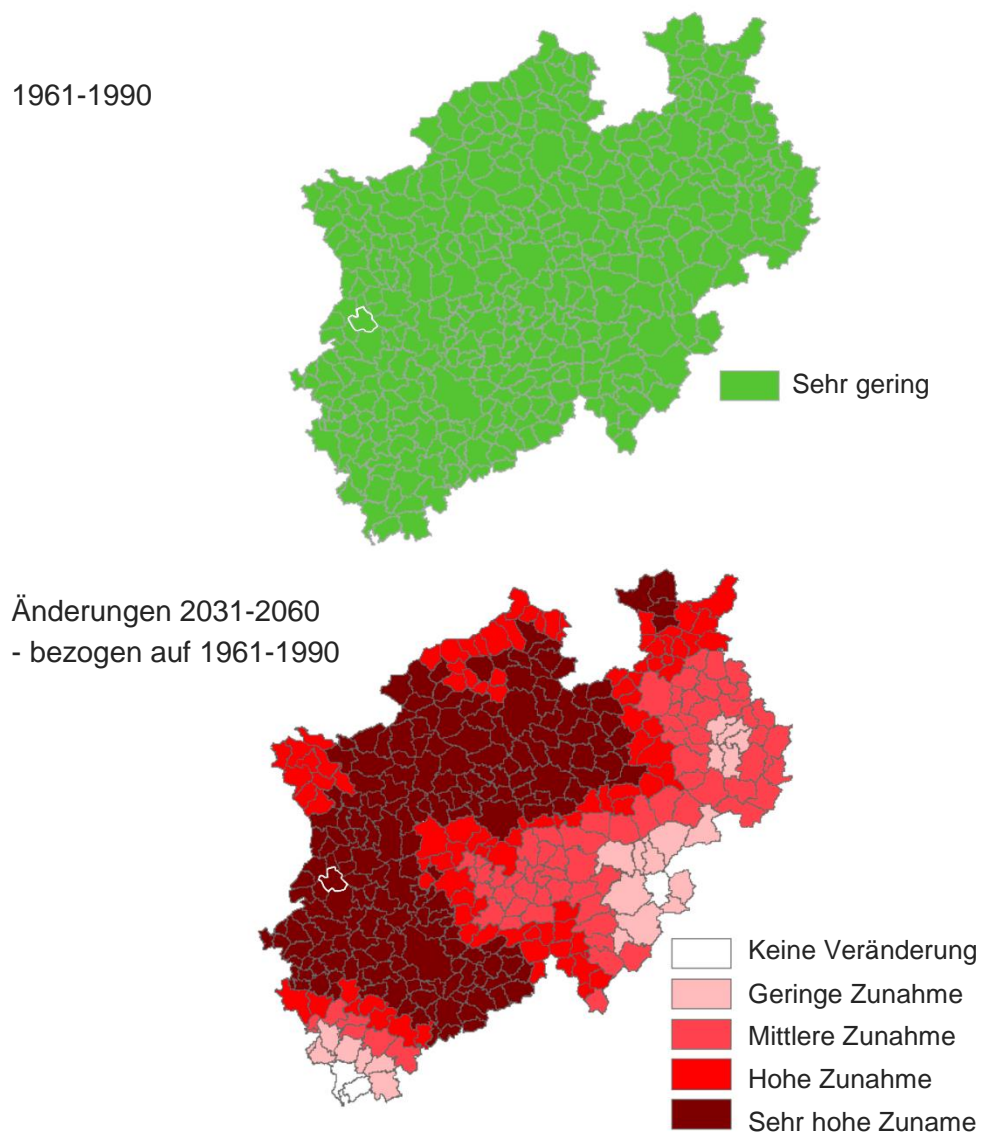 1961-1990
Sehr gering
Änderungen 2031-2060
- bezogen auf 1961-1990
Keine Veränderung
Geringe Zunahme
Mittlere Zunahme
Hohe Zunahme
Sehr hohe Zuname